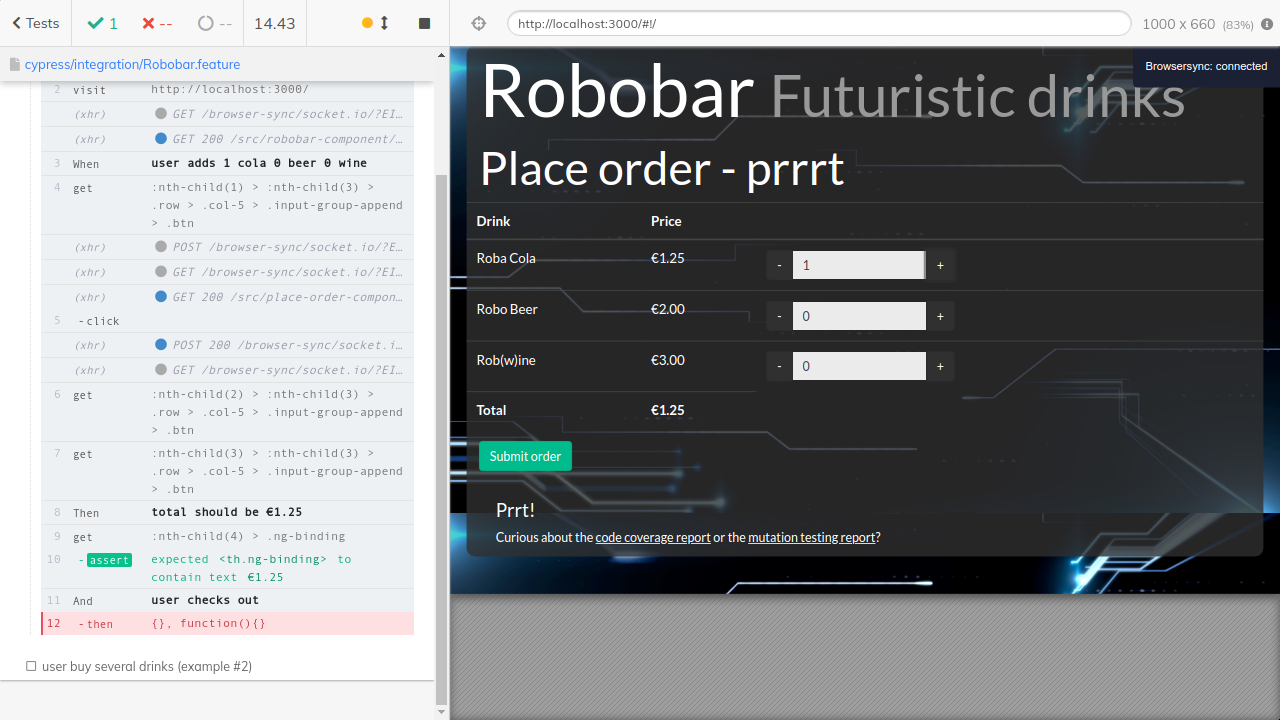 Tests
1
--
--
14.43
http://localhost:3000/#!/
1000 x 660 (83%)
cypress/integration/Robobar.feature
2 visit http://localhost:3000/
(xhr) GET /browser-sync/socket.io/?EI…
(xhr) GET 200 /src/robobar-component/…
3 When user adds 1 cola 0 beer 0 wine
4 get :nth-child(1) > :nth-child(3) >
.row > .col-5 > .input-group-append
> .btn
(xhr) POST /browser-sync/socket.io/?E…
(xhr) GET /browser-sync/socket.io/?EI…
(xhr) GET 200 /src/place-order-compon…
5 -click
(xhr) POST 200 /browser-sync/socket.i…
(xhr) GET /browser-sync/socket.io/?EI…
6 get :nth-child(2) > :nth-child(3) >
.row > .col-5 > .input-group-append
> .btn
7 get :nth-child(3) > :nth-child(3) >
.row > .col-5 > .input-group-append
> .btn
8 Then total should be €1.25
9 get :nth-child(4) > .ng-binding
10 -assert expected <th.ng-binding> to
contain text €1.25
11 And user checks out
12 -then {}, function(){}
user buy several drinks (example #2)
Browsersync: connected
Robobar Futuristic drinks
Place order - prrrt
Drink Price
Roba Cola €1.25 - 1 +
Robo Beer €2.00 - 0 +
Rob(w)ine €3.00 - 0 +
Total €1.25
Submit order
Prrt!
Curious about the code coverage report or the mutation testing report?